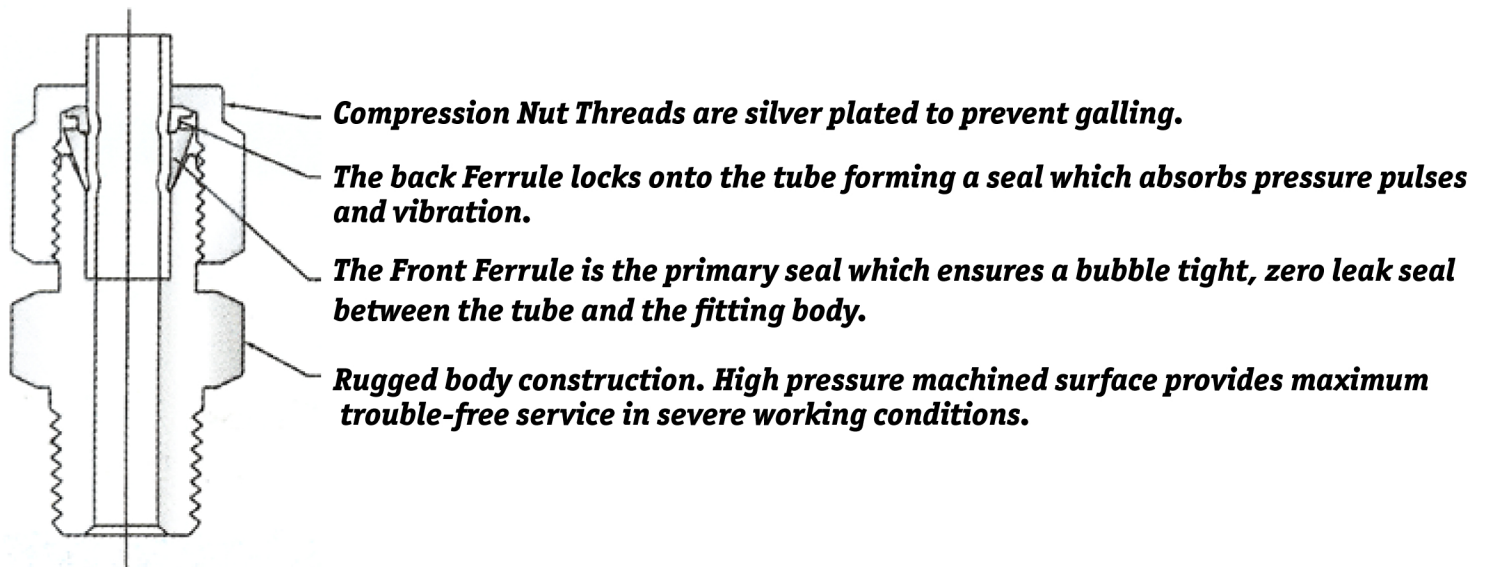 Compression Nut Threads are silver plated to prevent galling.
The back Ferrule locks onto the tube forming a seal which absorbs pressure pulses
and vibration.
The Front Ferrule is the primary seal which ensures a bubble tight, zero leak seal
between the tube and the fitting body.
Rugged body construction. High pressure machined surface provides maximum
trouble-free service in severe working conditions.